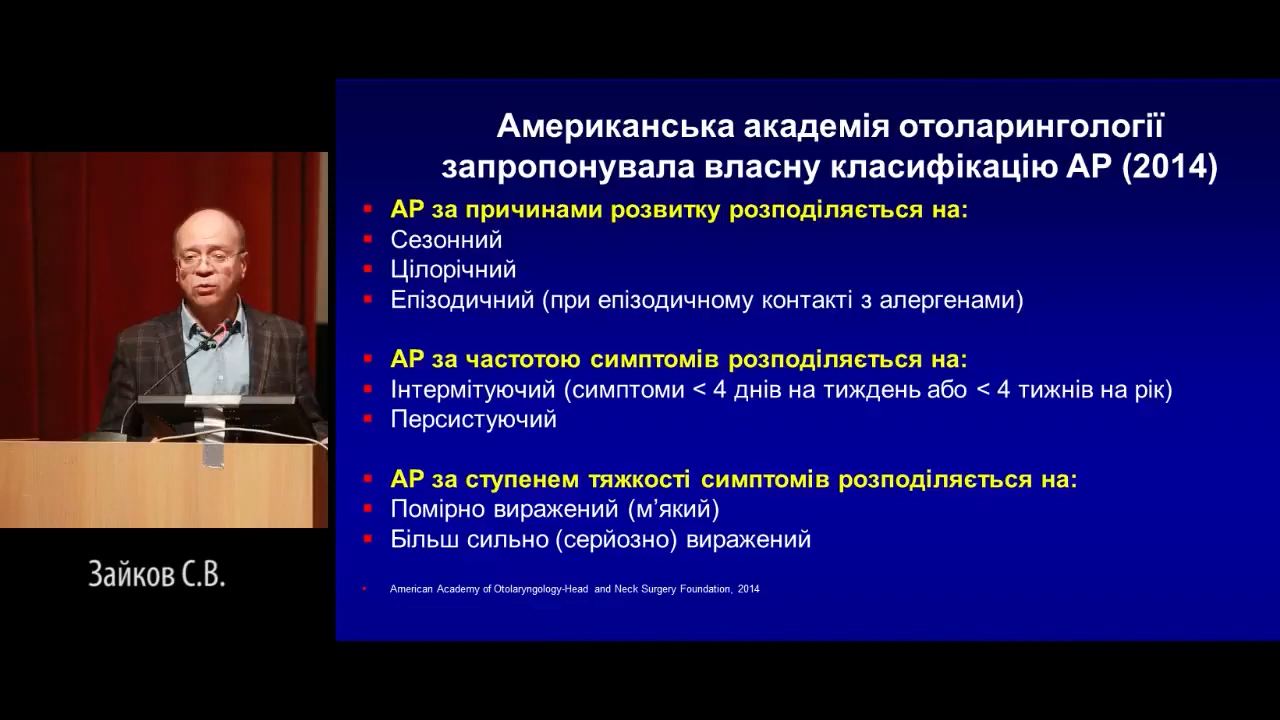 Американська академія отоларингології
запропонувала власну класифікацію АР (2014)
АР за причинами розвитку розподіляється на:
Сезонний
Цілорічний
Епізодичний (при епізодичному контакті з алергенами)
АР за частотою симптомів розподіляється на:
Інтермітуючий (симптоми < 4 днів на тиждень або < 4 тижнів на рік)
Персистуючий
АР за ступенем тяжкості симптомів розподіляється на:
Помірно виражений (м’який)
Більш сильно (серйозно) виражений
American Academy of Otolaryngology-Head and Neck Surgery Foundation, 2014
Зайков С.В.